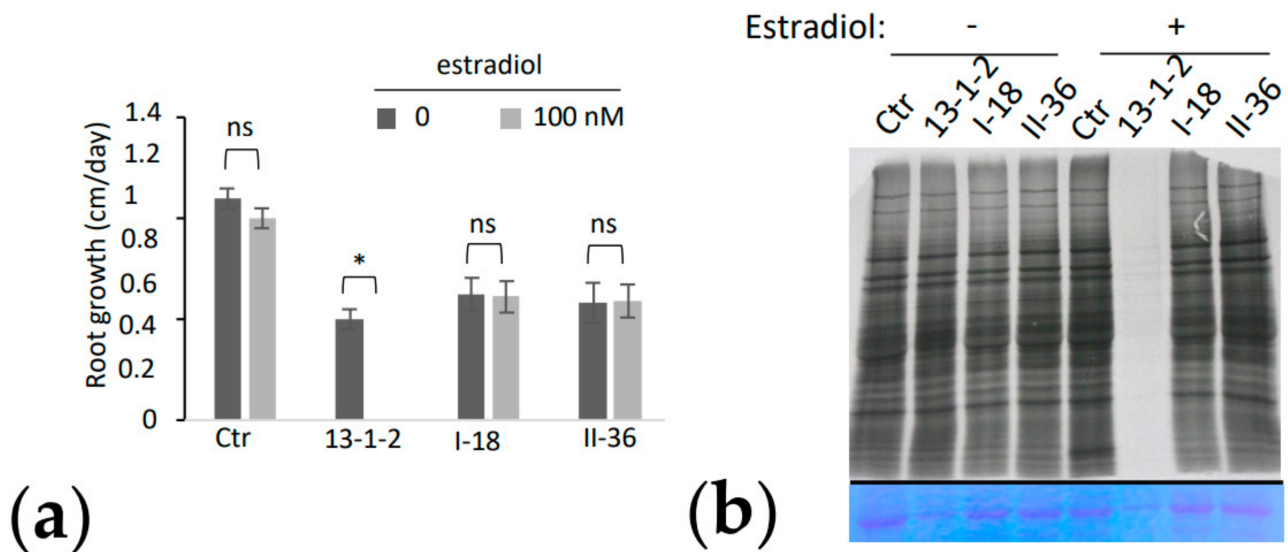 estradiol
0 100 nM
Root growth (cm/day)
1.4
1.2
1
0.8
0.6
0.4
0.2
0
ns
*
ns
ns
Ctr 13-1-2 I-18 II-36
(a)
Estradiol: - +
Ctr 13-1-2 I-18 II-36 Ctr 13-1-2 I-18 II-36
(b)